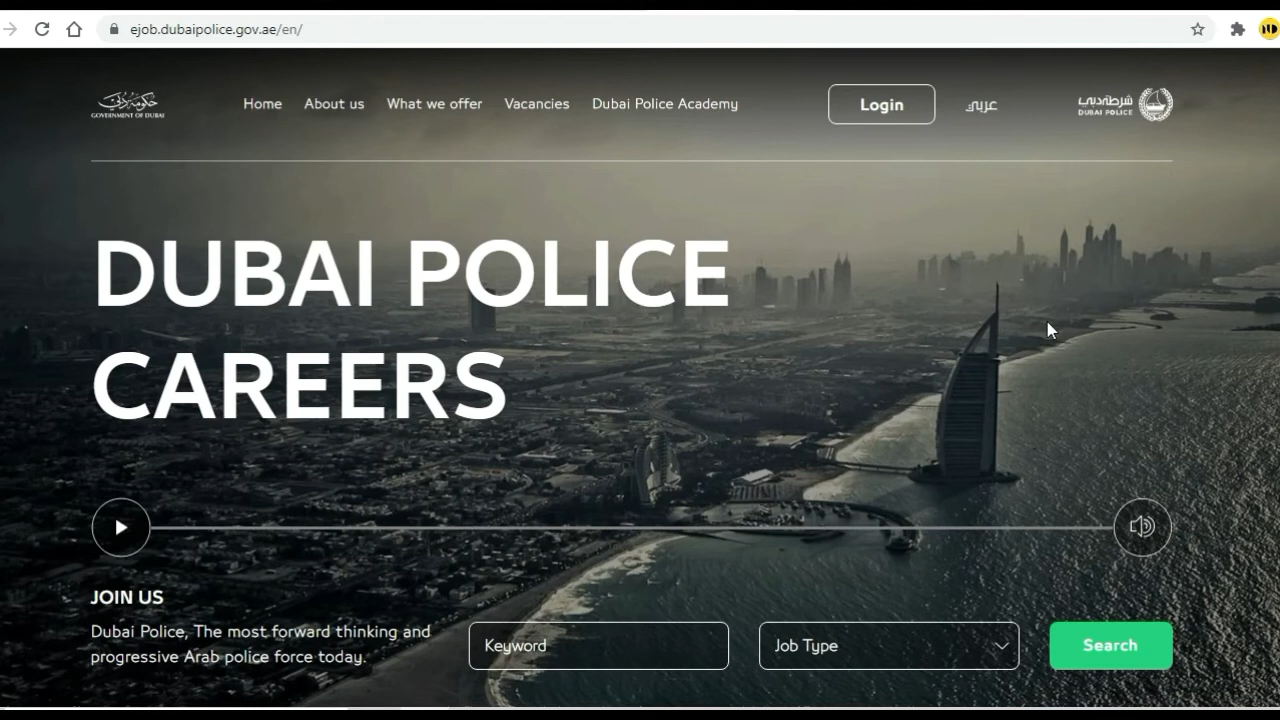 ejob.dubaipolice.gov.ae/en/
حكومة دبي
GOVERNMENT OF DUBAI
Home About us What we offer Vacancies Dubai Police Academy Login عربي
شرطة دبي
DUBAI POLICE
DUBAI POLICE
CAREERS
JOIN US
Dubai Police, The most forward thinking and
progressive Arab police force today.
Keyword Job Type Search